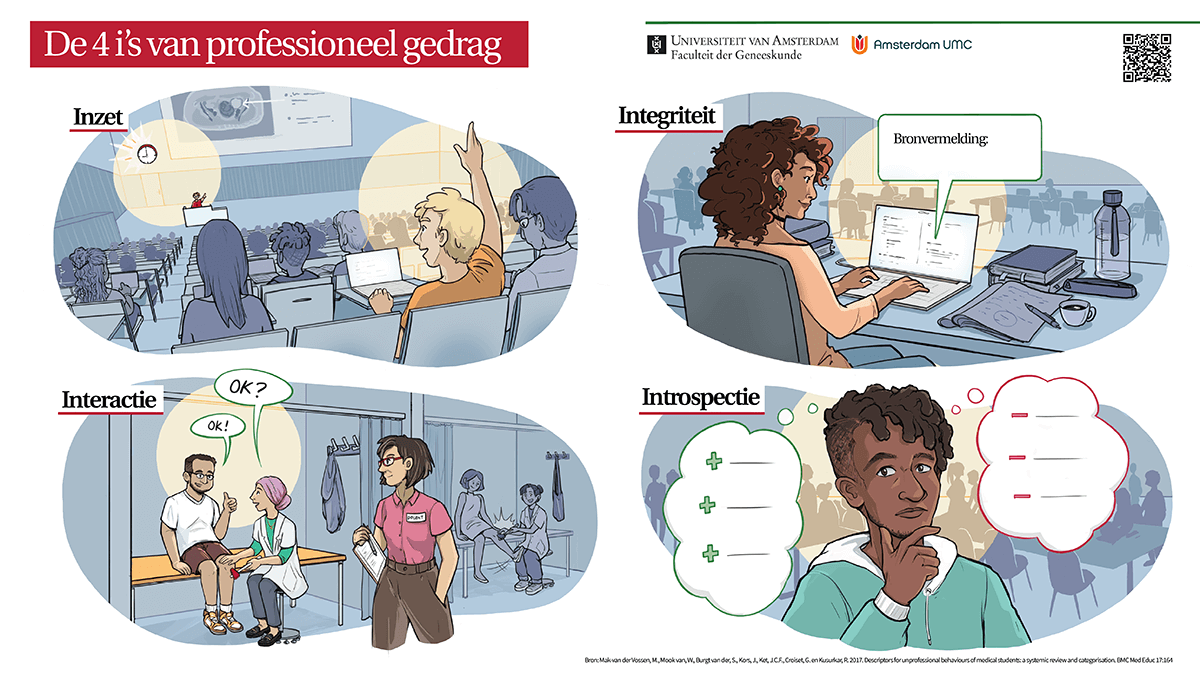 De 4 i's van professioneel gedrag
UNIVERSITEIT VAN AMSTERDAM
Faculteit der Geneeskunde
Amsterdam UMC
Inzet
Integriteit
Bronvermelding:
Interactie
OK?
OK!
DOCENT
Introspectie
Bron: Mak van der Vossen, M., Mook van, W., Burgt van der, S., Kors, J., Ket, J.C.F., Croiset, G. en Kusurkar, R. 2017. Descriptors for unprofessional behaviours of medical students: a systemic review and categorisation. BMC Med Educ 17:164